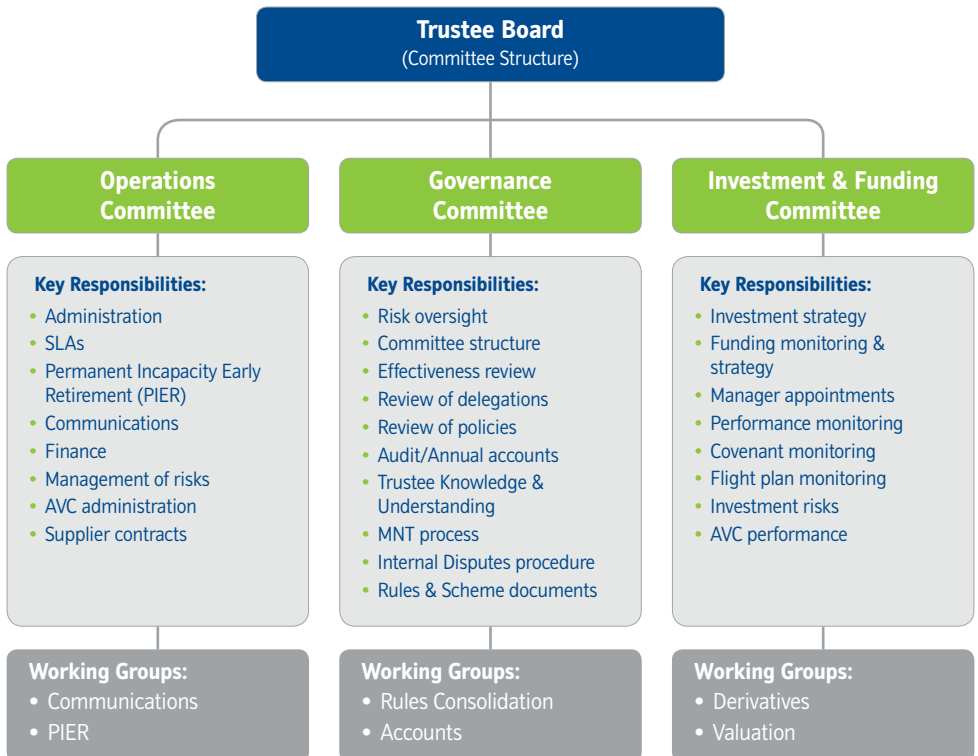 Trustee Board
(Committee Structure)
Operations
Committee
Key Responsibilities:
• Administration
• SLAs
• Permanent Incapacity Early
Retirement (PIER)
• Communications
• Finance
• Management of risks
• AVC administration
• Supplier contracts
Working Groups:
• Communications
• PIER
Governance
Committee
Key Responsibilities:
• Risk oversight
• Committee structure
• Effectiveness review
• Review of delegations
• Review of policies
• Audit/Annual accounts
• Trustee Knowledge &
Understanding
• MNT process
• Internal Disputes procedure
• Rules & Scheme documents
Working Groups:
• Rules Consolidation
• Accounts
Investment & Funding
Committee
Key Responsibilities:
• Investment strategy
• Funding monitoring &
strategy
• Manager appointments
• Performance monitoring
• Covenant monitoring
• Flight plan monitoring
• Investment risks
• AVC performance
Working Groups:
• Derivatives
• Valuation